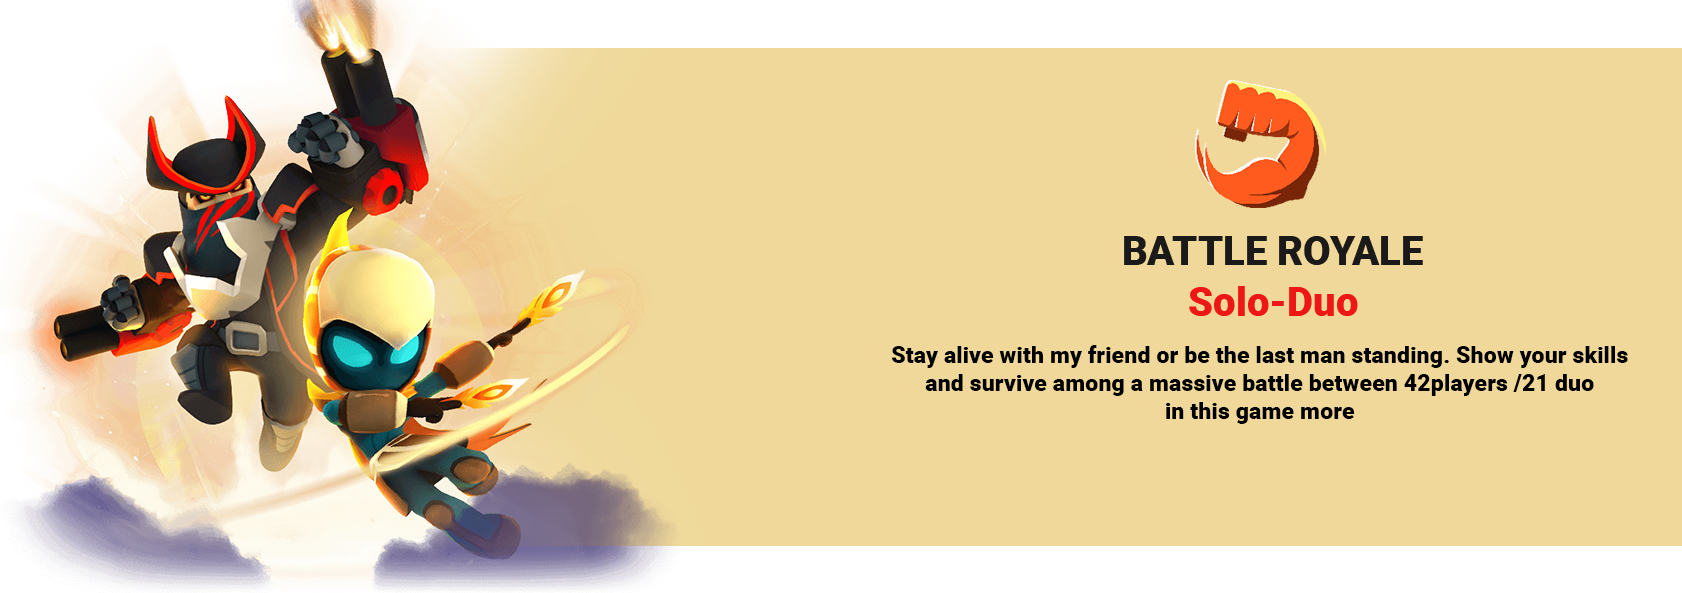 BATTLE ROYALE
Solo-Duo
Stay alive with my friend or be the last man standing. Show your skills
and survive among a massive battle between 42players /21 duo
in this game more